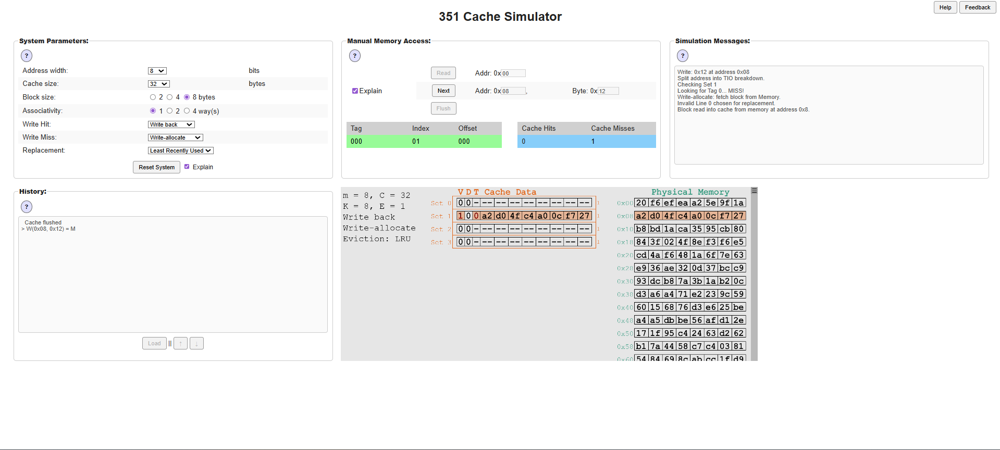 Help
Feedback
351 Cache Simulator
System Parameters:
?
Address width: 8 bits
Cache size: 32 bytes
Block size: 2 4 8 bytes
Associativity: 1 2 4 way(s)
Write Hit: Write back
Write Miss: Write-allocate
Replacement: Least Recently Used
Reset System Explain
Manual Memory Access:
?
Read Addr: 0x 00
Explain Next Addr: 0x 08 , Byte: 0x 12
Flush
Tag Index Offset
000 01 000
Cache Hits Cache Misses
0 1
Simulation Messages:
?
Write: 0x12 at address 0x08
Split address into TIO breakdown.
Checking Set 1
Looking for Tag 0... MISS!
Write-allocate: fetch block from Memory.
Invalid Line 0 chosen for replacement.
Block read into cache from memory at address 0x8.
History:
?
Cache flushed
> W(0x08, 0x12) = M
Load || ↑ ↓
m = 8, C = 32
K = 8, E = 1
Write back
Write-allocate
Eviction: LRU
V D T Cache Data
Set 0 0 0 - -- -- -- -- -- -- -- -- 1
Set 1 1 0 0 a2 d0 4f c4 a0 0c f7 27 1
Set 2 0 0 - -- -- -- -- -- -- -- -- 1
Set 3 0 0 - -- -- -- -- -- -- -- -- 1
Physical Memory
0x00 20 f6 ef ea a2 5e 9f 1a
0x08 a2 d0 4f c4 a0 0c f7 27
0x10 b8 bd 1a ca 35 95 cb 80
0x18 84 3f 02 4f 8e f3 f6 e5
0x20 cd 4a f6 48 1a 6f 7e 63
0x28 e9 36 ae 32 0d 37 bc c9
0x30 93 dc b8 7a 3b 1a b2 0c
0x38 d3 a6 a4 71 e2 23 9c 59
0x40 60 15 68 76 d3 e6 25 be
0x48 a4 a5 db be 56 af d1 2e
0x50 17 1f 95 c4 24 63 d2 62
0x58 b1 7a 44 58 c7 c4 03 81
0x60 54 84 69 8c ab cc 1f d9